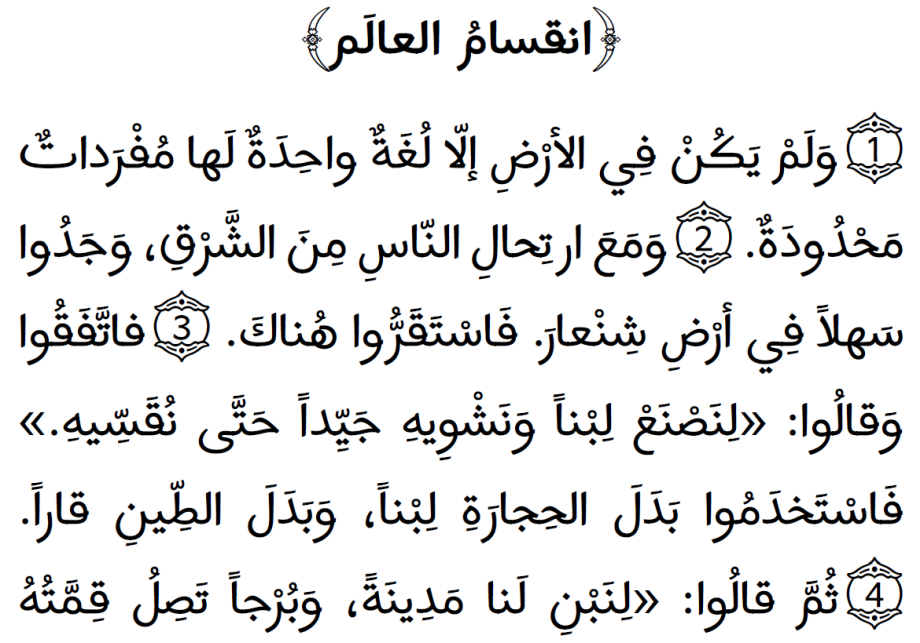 ﴿انقسامُ العالَم﴾
1 وَلَمْ يَكُنْ فِي الأرْضِ إلّا لُغَةٌ واحِدَةٌ لَها مُفْرَداتٌ
مَحْدُودَةٌ. 2 وَمَعَ ارتِحالِ النّاسِ مِنَ الشَّرْقِ، وَجَدُوا
سَهلاً فِي أرْضِ شِنْعارَ. فَاسْتَقَرُّوا هُناكَ. 3 فاتَّفَقُوا
وَقالُوا: «لِنَصْنَعْ لِبْناً وَنَشْوِيهِ جَيِّداً حَتَّى نُقَسِّيهِ.»
فَاسْتَخدَمُوا بَدَلَ الحِجارَةِ لِبْناً، وَبَدَلَ الطِّينِ قاراً.
4 ثُمَّ قالُوا: «لِنَبْنِ لَنا مَدِينَةً، وَبُرْجاً تَصِلُ قِمَّتُهُ